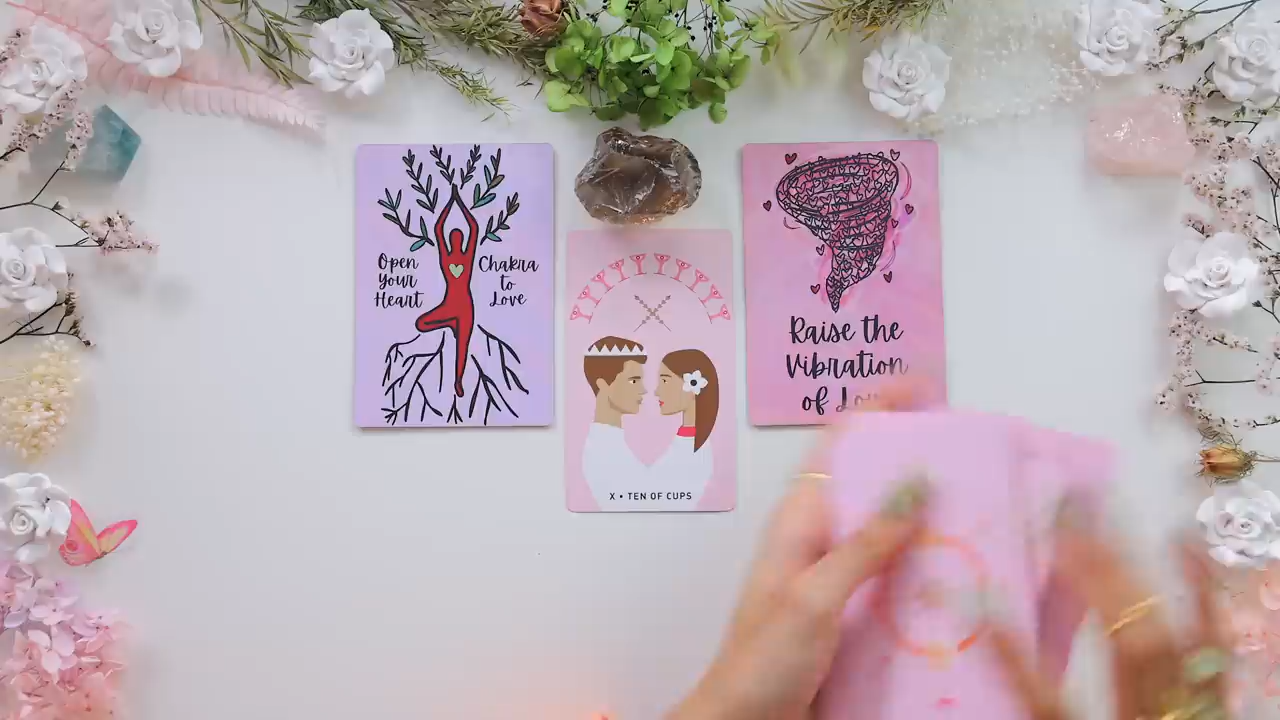 Open
Your
Heart
Chakra
to
Love
X • TEN OF CUPS
Raise the
Vibration
of